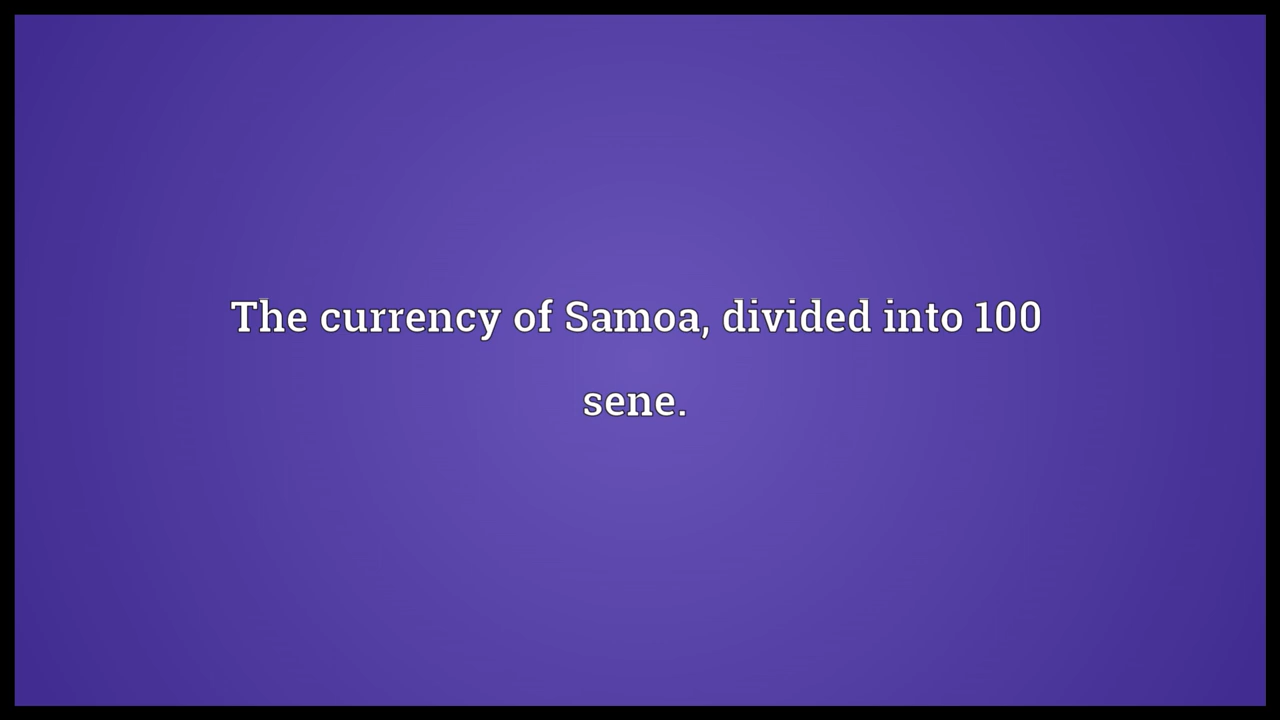 The currency of Samoa, divided into 100
sene.